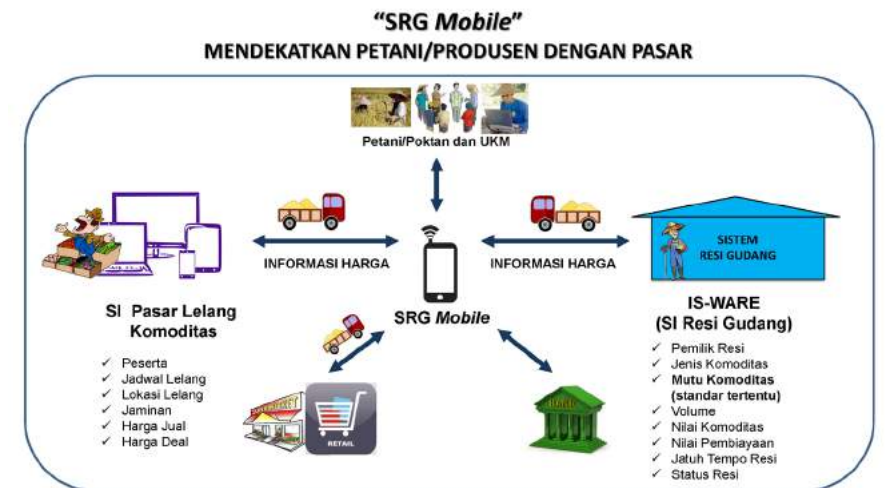 “SRG Mobile”
MENDEKATKAN PETANI/PRODUSEN DENGAN PASAR
Petani/Poktan dan UKM
INFORMASI HARGA
INFORMASI HARGA
SISTEM
RESI GUDANG
SRG Mobile
SI Pasar Lelang
Komoditas
✓ Peserta
✓ Jadwal Lelang
✓ Lokasi Lelang
✓ Jaminan
✓ Harga Jual
✓ Harga Deal
RETAIL
BANK
IS-WARE
(SI Resi Gudang)
✓ Pemilik Resi
✓ Jenis Komoditas
✓ Mutu Komoditas
(standar tertentu)
✓ Volume
✓ Nilai Komoditas
✓ Nilai Pembiayaan
✓ Jatuh Tempo Resi
✓ Status Resi